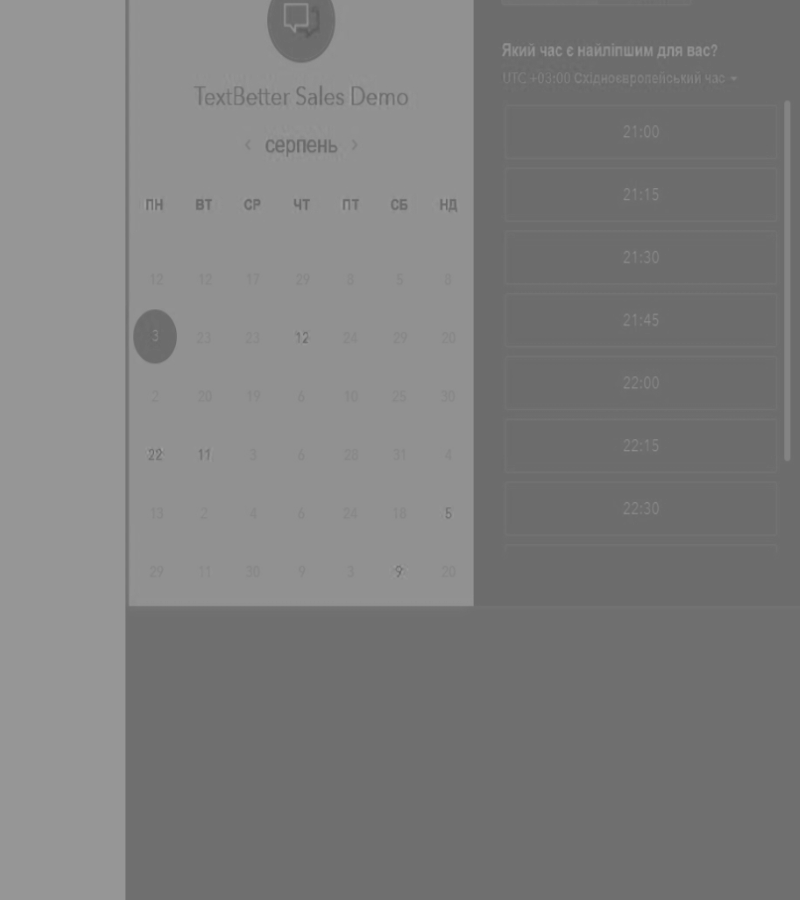 TextBetter Sales Demo
‹ серпень ›
ПН ВТ СР ЧТ ПТ СБ НД
12 12 17 29 8 5 6
3 23 23 12 24 29 20
2 20 19 6 10 25 30
22 11 3 6 28 31 4
13 2 4 6 24 18 5
29 11 30 9 3 9 20
Який час є найліпшим для вас?
UTC +03:00 Східноєвропейський час
21:00
21:15
21:30
21:45
22:00
22:15
22:30